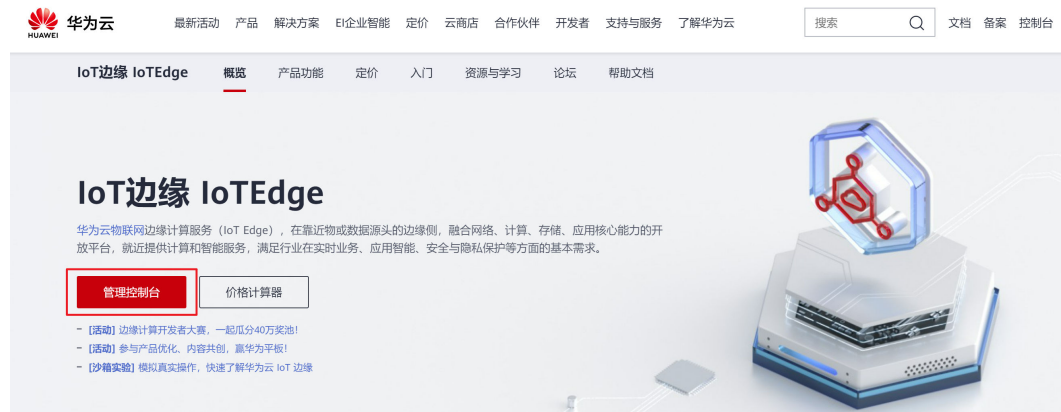 HUAWEI 华为云 最新活动 产品 解决方案 EI企业智能 定价 云商店 合作伙伴 开发者 支持与服务 了解华为云 搜索 文档 备案 控制台
IoT边缘 IoTEdge 概览 产品功能 定价 入门 资源与学习 论坛 帮助文档
IoT边缘 IoTEdge
华为云物联网边缘计算服务（IoT Edge），在靠近物或数据源头的边缘侧，融合网络、计算、存储、应用核心能力的开
放平台，就近提供计算和智能服务，满足行业在实时业务、应用智能、安全与隐私保护等方面的基本需求。
管理控制台 价格计算器
- [活动] 边缘计算开发者大赛，一起瓜分40万奖池！
- [活动] 参与产品优化、内容共创，赢华为平板！
- [沙箱实验] 模拟真实操作，快速了解华为云 IoT 边缘